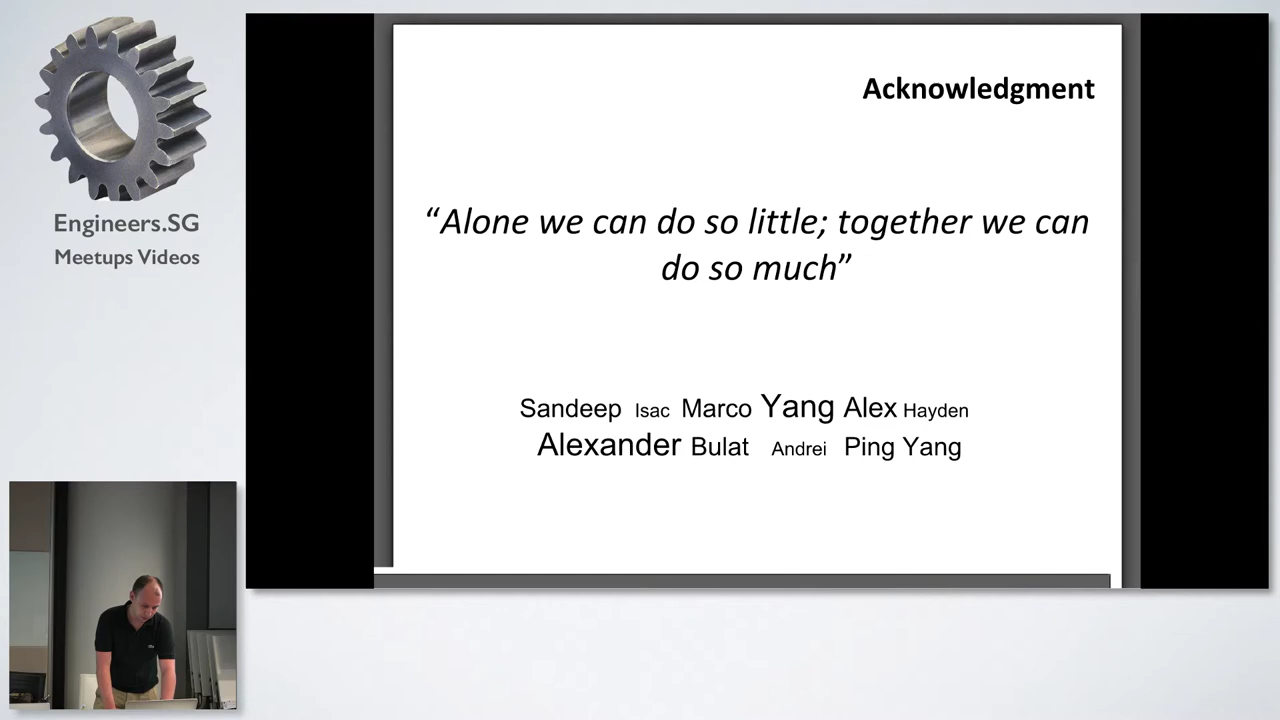 Engineers.SG
Meetups Videos
Acknowledgment
“Alone we can do so little; together we can
do so much”
Sandeep Isac Marco Yang Alex Hayden
Alexander Bulat Andrei Ping Yang